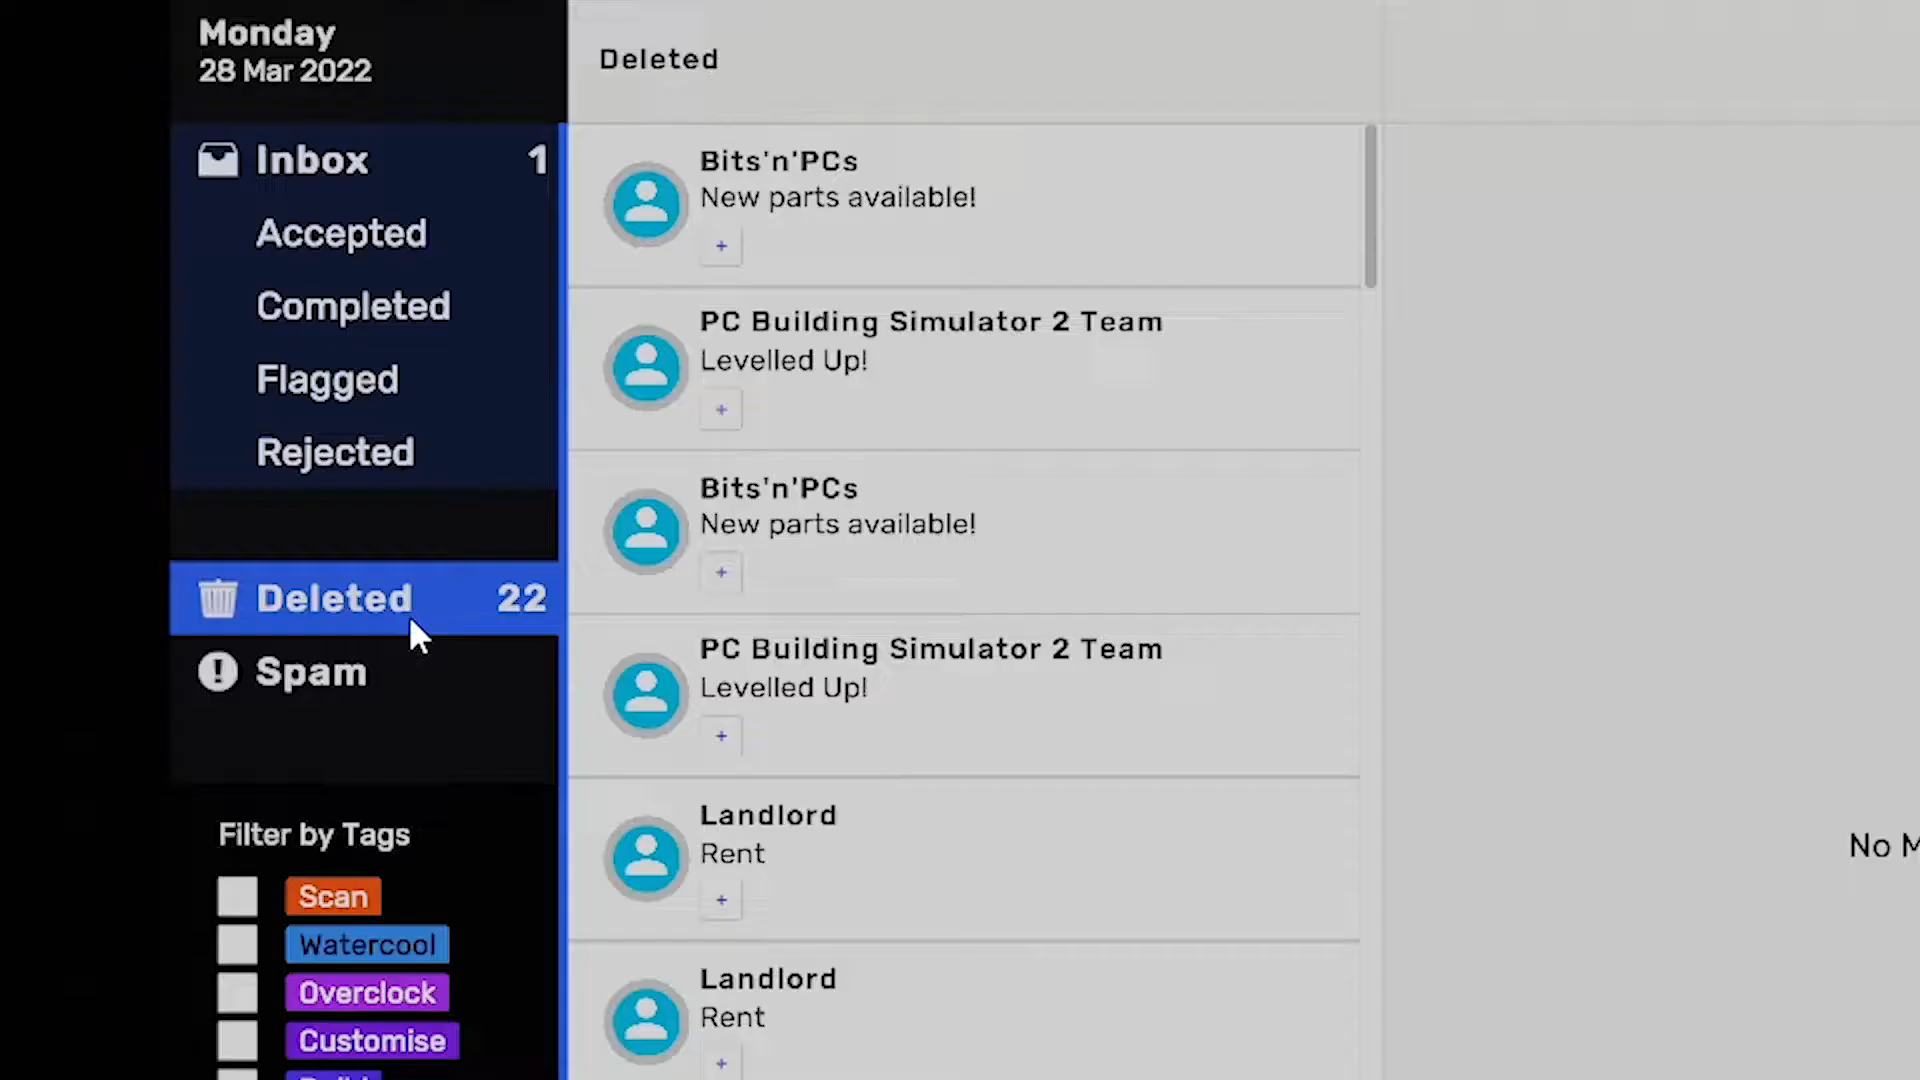 Monday
28 Mar 2022
Inbox 1
Accepted
Completed
Flagged
Rejected
Deleted 22
Spam
Filter by Tags
Scan
Watercool
Overclock
Customise
Deleted
Bits'n'PCs
New parts available!
+
PC Building Simulator 2 Team
Levelled Up!
+
Bits'n'PCs
New parts available!
+
PC Building Simulator 2 Team
Levelled Up!
+
Landlord
Rent
+
Landlord
Rent
+
No